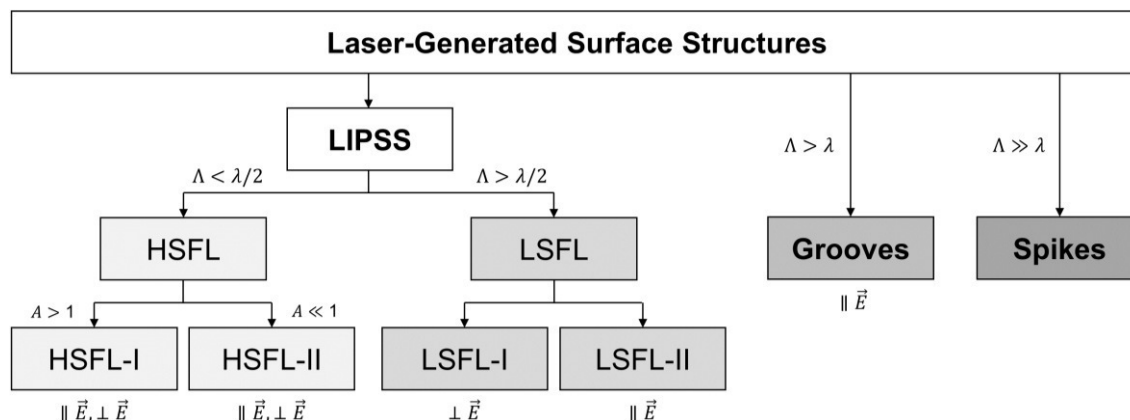 Laser-Generated Surface Structures
LIPSS
Λ > λ
Λ ≫ λ
Λ < λ/2
Λ > λ/2
HSFL
LSFL
Grooves
Spikes
∥ E⃗
A > 1
A ≪ 1
HSFL-I
HSFL-II
LSFL-I
LSFL-II
∥ E⃗, ⊥ E⃗
∥ E⃗, ⊥ E⃗
⊥ E⃗
∥ E⃗